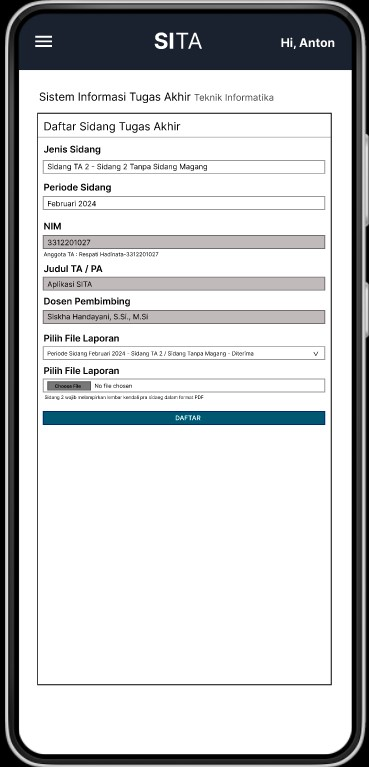 SITA
Hi, Anton
Sistem Informasi Tugas Akhir Teknik Informatika
Daftar Sidang Tugas Akhir
Jenis Sidang
Sidang TA 2 - Sidang 2 Tanpa Sidang Magang
Periode Sidang
Februari 2024
NIM
3312201027
Anggota TA : Respati Hadinata-3312201027
Judul TA / PA
Aplikasi SITA
Dosen Pembimbing
Siskha Handayani, S.Si., M.Si
Pilih File Laporan
Periode Sidang Februari 2024 - Sidang TA 2 / Sidang Tanpa Magang - Diterima
Pilih File Laporan
Choose File No file chosen
Sidang 2 wajib melampirkan lembar kendali pra sidang dalam format PDF
DAFTAR